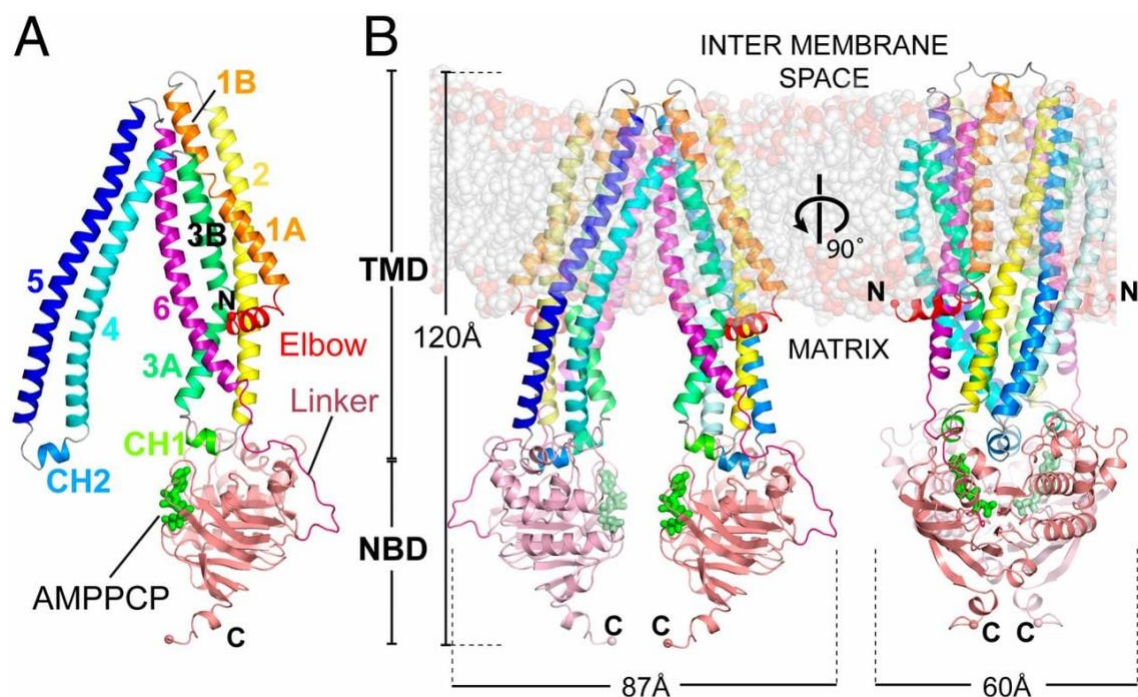 A
1B
2
3B
1A
5
4
6
N
Elbow
3A
Linker
CH1
CH2
AMPPCP
C
B
INTER MEMBRANE
SPACE
TMD
120Å
NBD
90°
MATRIX
N
N
C
C
C
C
87Å
60Å